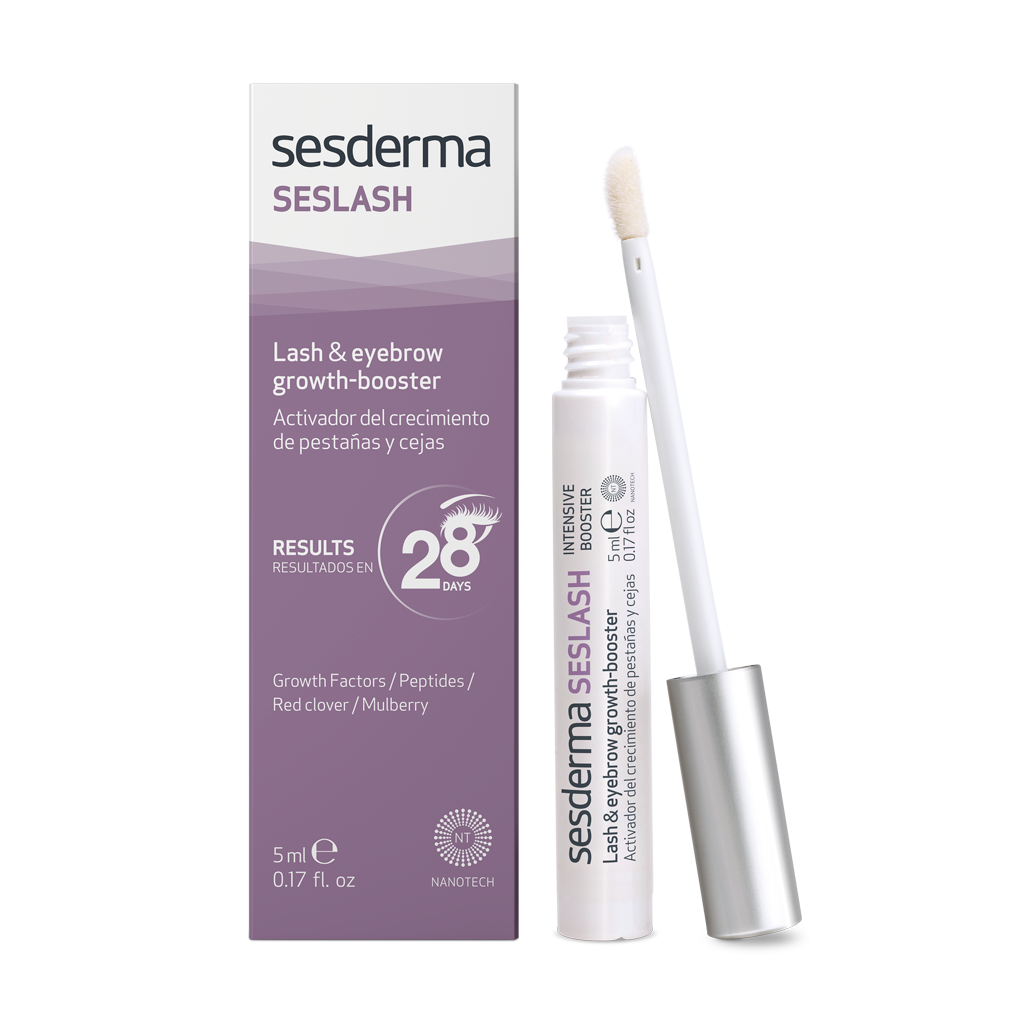 sesderma
SESLASH
Lash & eyebrow
growth-booster
Activador del crecimiento
de pestañas y cejas
RESULTS
RESULTADOS EN
28
DAYS
Growth Factors / Peptides /
Red clover / Mulberry
5 ml ℮
0.17 fl. oz
NT
NANOTECH
sesderma SESLASH
INTENSIVE
BOOSTER
Lash & eyebrow growth-booster
Activador del crecimiento de pestañas y cejas
5 ml ℮
0.17 fl oz
NT
NANOTECH